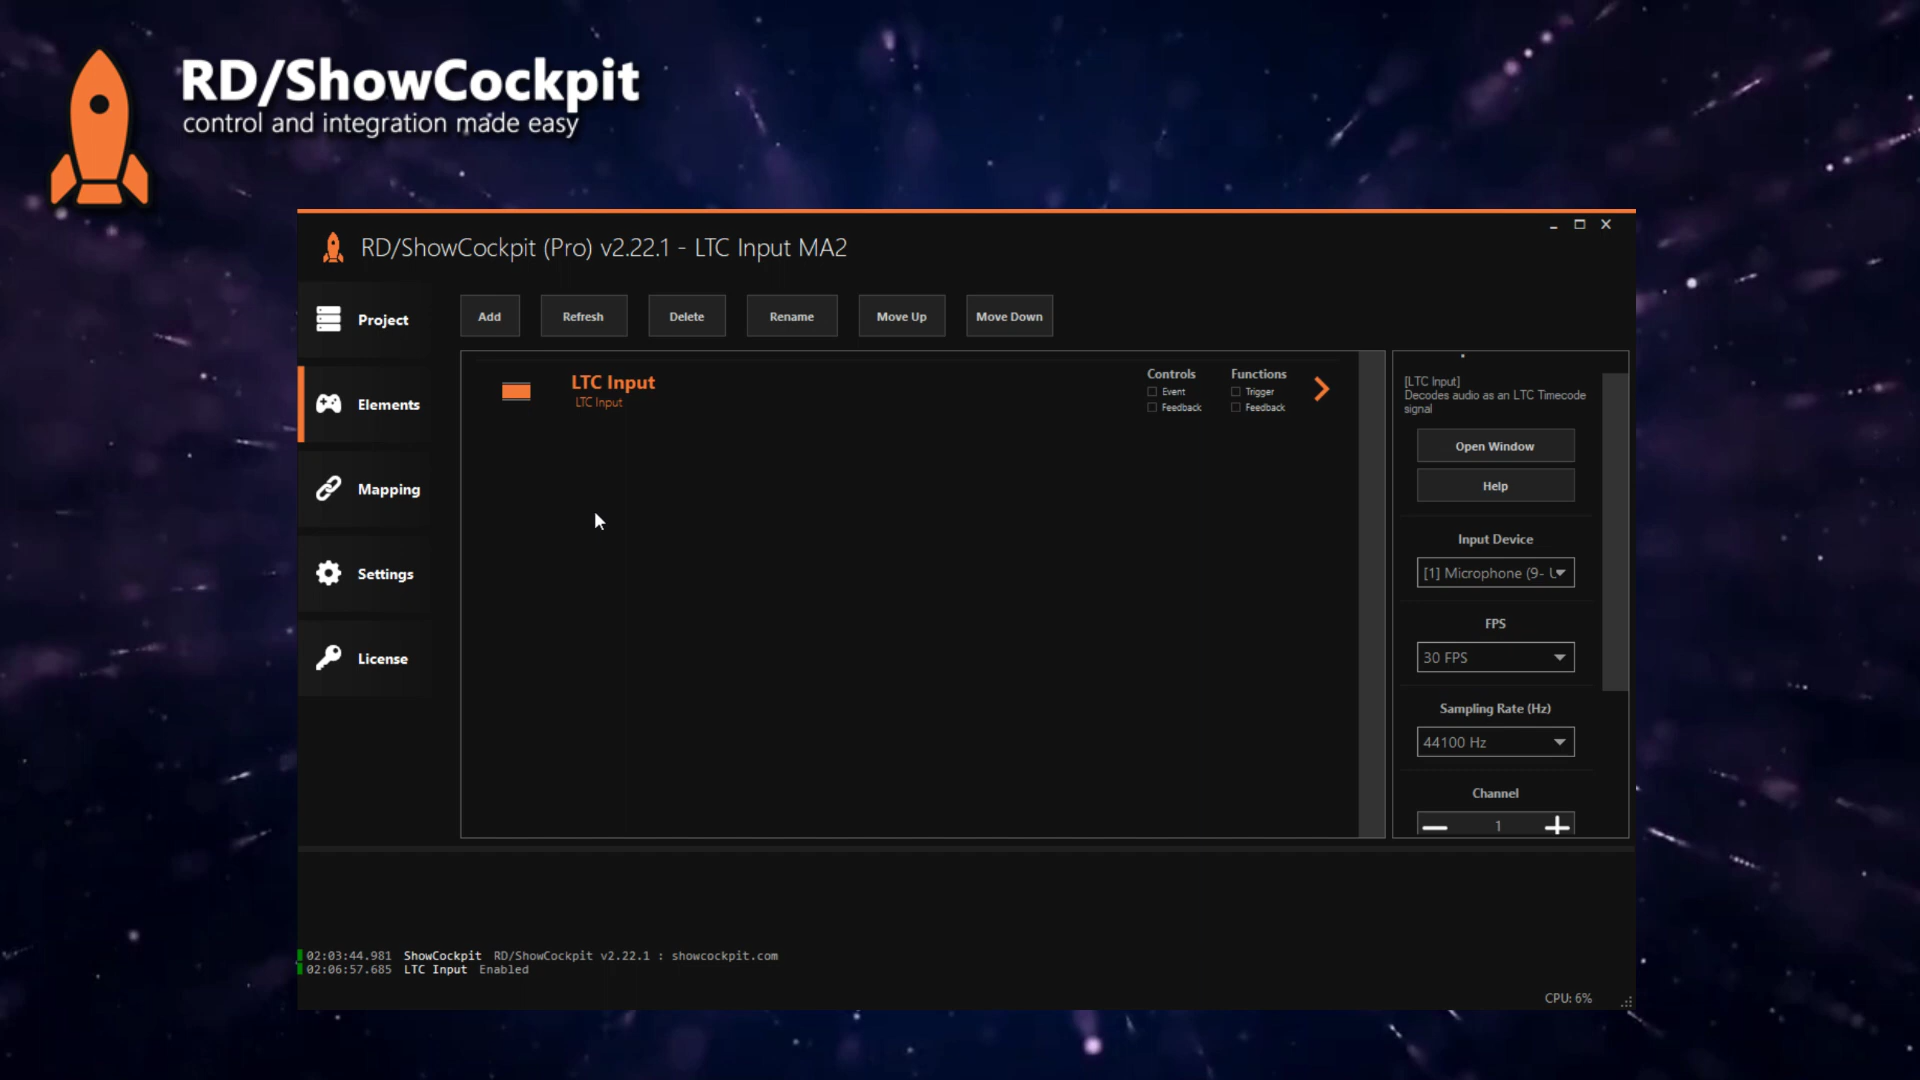 RD/ShowCockpit
control and integration made easy
RD/ShowCockpit (Pro) v2.22.1 - LTC Input MA2
Project
Elements
Mapping
Settings
License
Add
Refresh
Delete
Rename
Move Up
Move Down
LTC Input
LTC Input
Controls
Event
Feedback
Functions
Trigger
Feedback
[LTC Input]
Decodes audio as an LTC Timecode
signal
Open Window
Help
Input Device
[1] Microphone (9-
FPS
30 FPS
Sampling Rate (Hz)
44100 Hz
Channel
1
02:03:44.981 ShowCockpit RD/ShowCockpit v2.22.1 : showcockpit.com
02:06:57.685 LTC Input Enabled
CPU: 6%